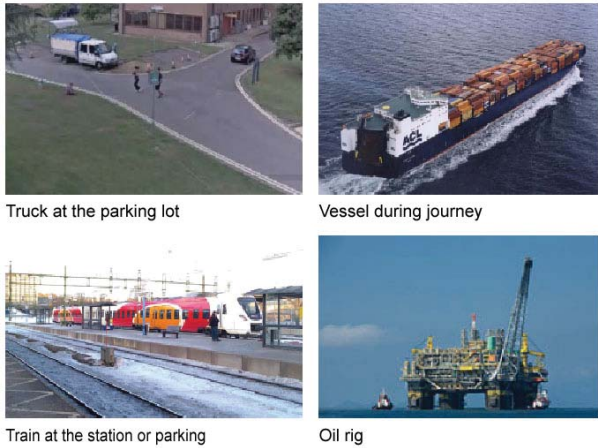 Truck at the parking lot
ACL
Vessel during journey
Train at the station or parking
Oil rig